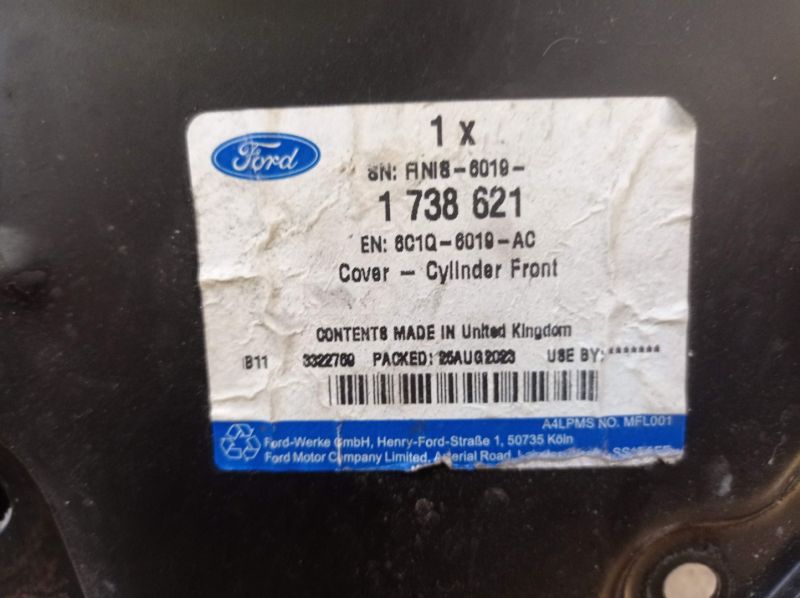 Ford
1 x
SN: FINIS-6019-
1 738 621
EN: 6C1Q-6019-AC
Cover - Cylinder Front
CONTENTS MADE IN United Kingdom
B11 3322769 PACKED: 25AUG2023 USE BY: *******
A4LPMS NO. MFL001
Ford-Werke GmbH, Henry-Ford-Straße 1, 50735 Köln
Ford Motor Company Limited, Arterial Road,